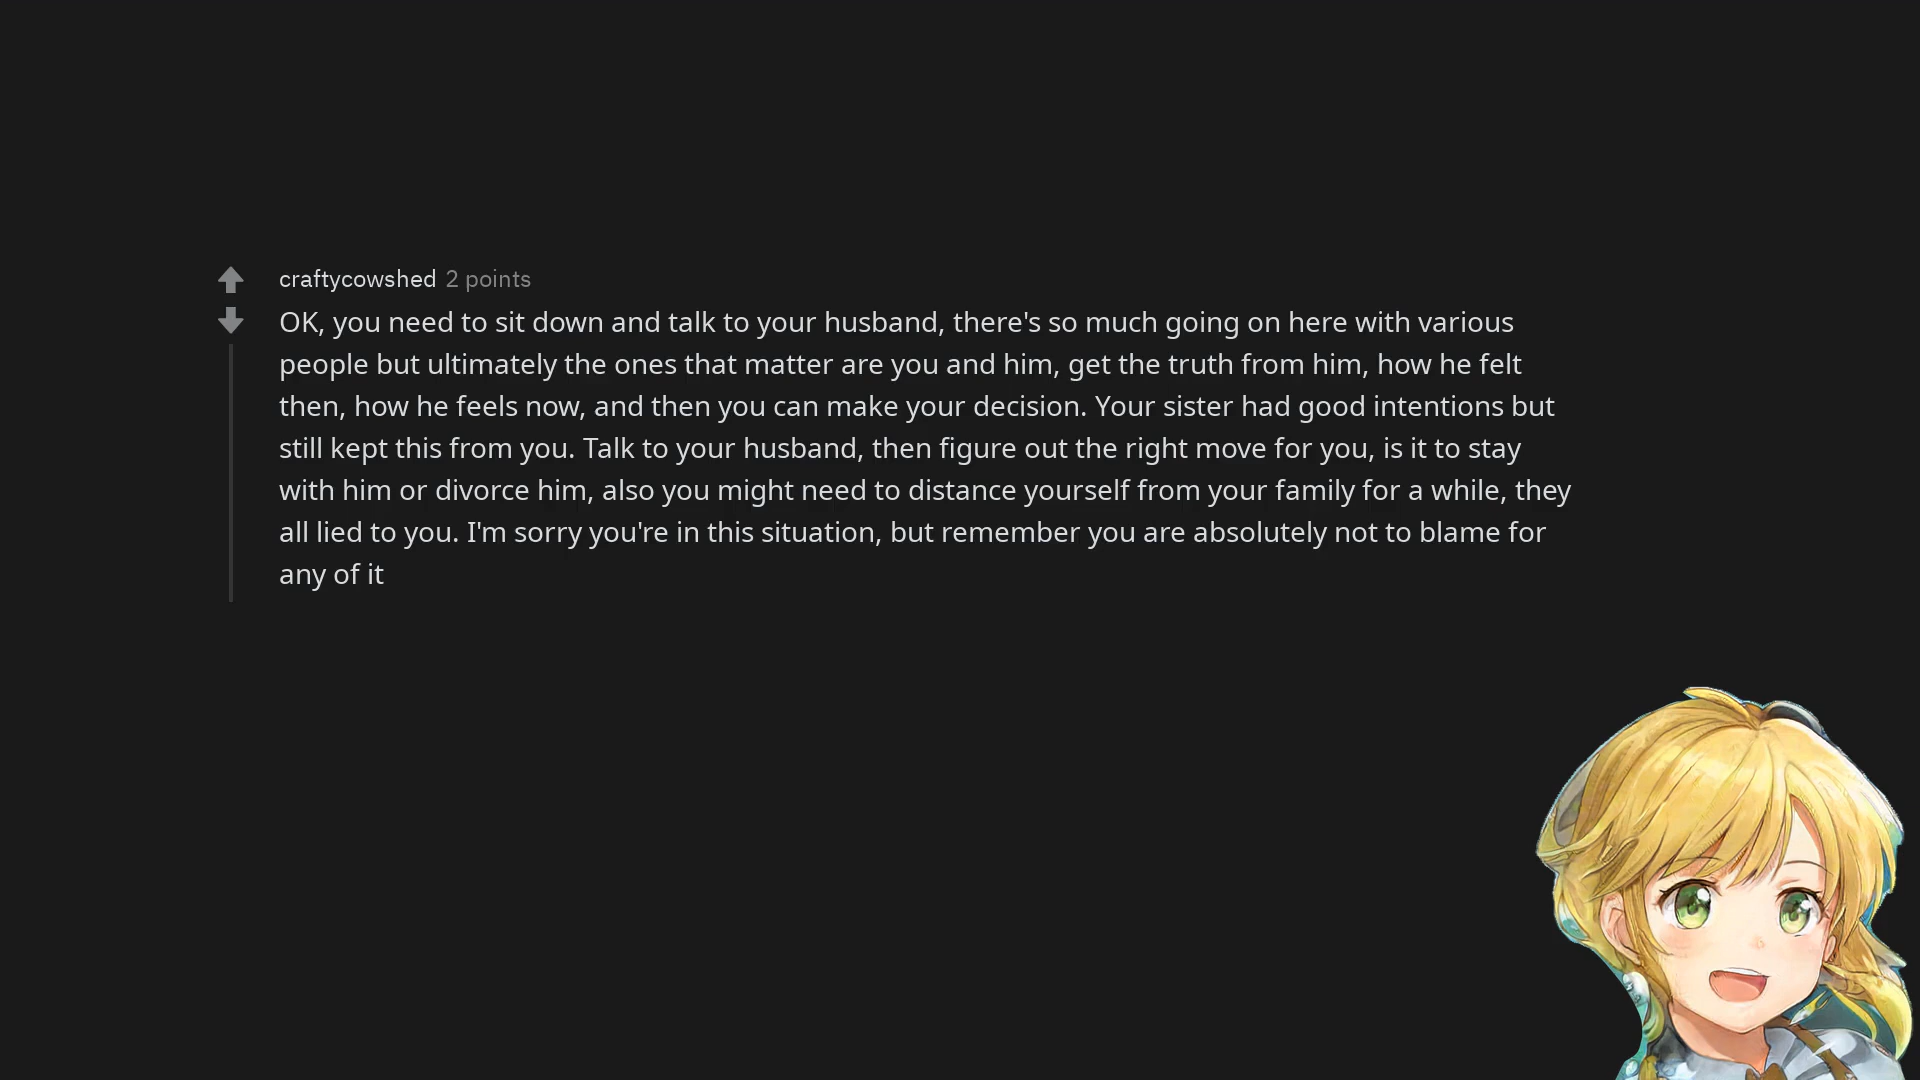 craftycowshed 2 points
OK, you need to sit down and talk to your husband, there's so much going on here with various
people but ultimately the ones that matter are you and him, get the truth from him, how he felt
then, how he feels now, and then you can make your decision. Your sister had good intentions but
still kept this from you. Talk to your husband, then figure out the right move for you, is it to stay
with him or divorce him, also you might need to distance yourself from your family for a while, they
all lied to you. I'm sorry you're in this situation, but remember you are absolutely not to blame for
any of it